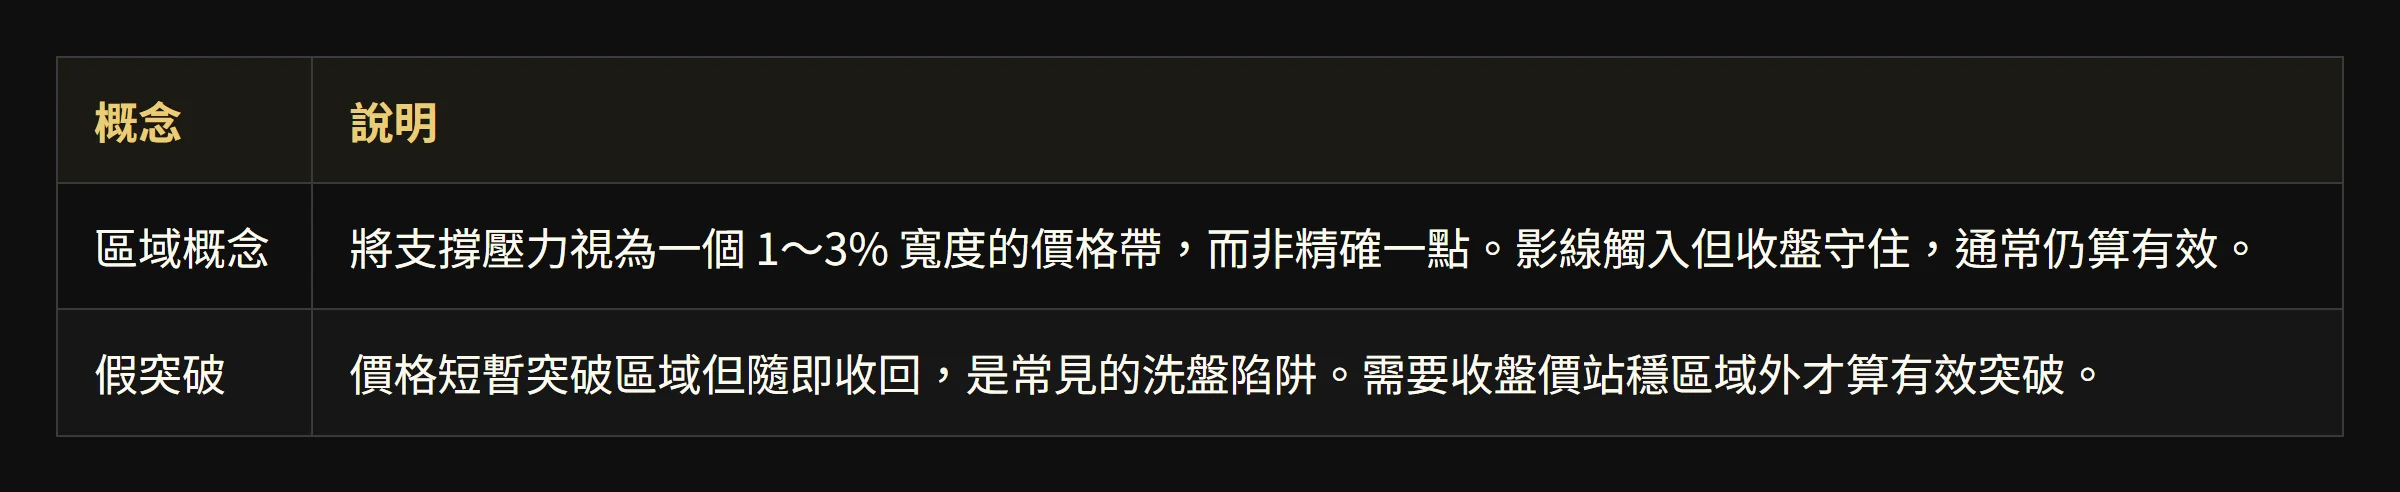 概念 說明
區域概念 將支撐壓力視為一個 1～3% 寬度的價格帶，而非精確一點。影線觸入但收盤守住，通常仍算有效。
假突破 價格短暫突破區域但隨即收回，是常見的洗盤陷阱。需要收盤價站穩區域外才算有效突破。